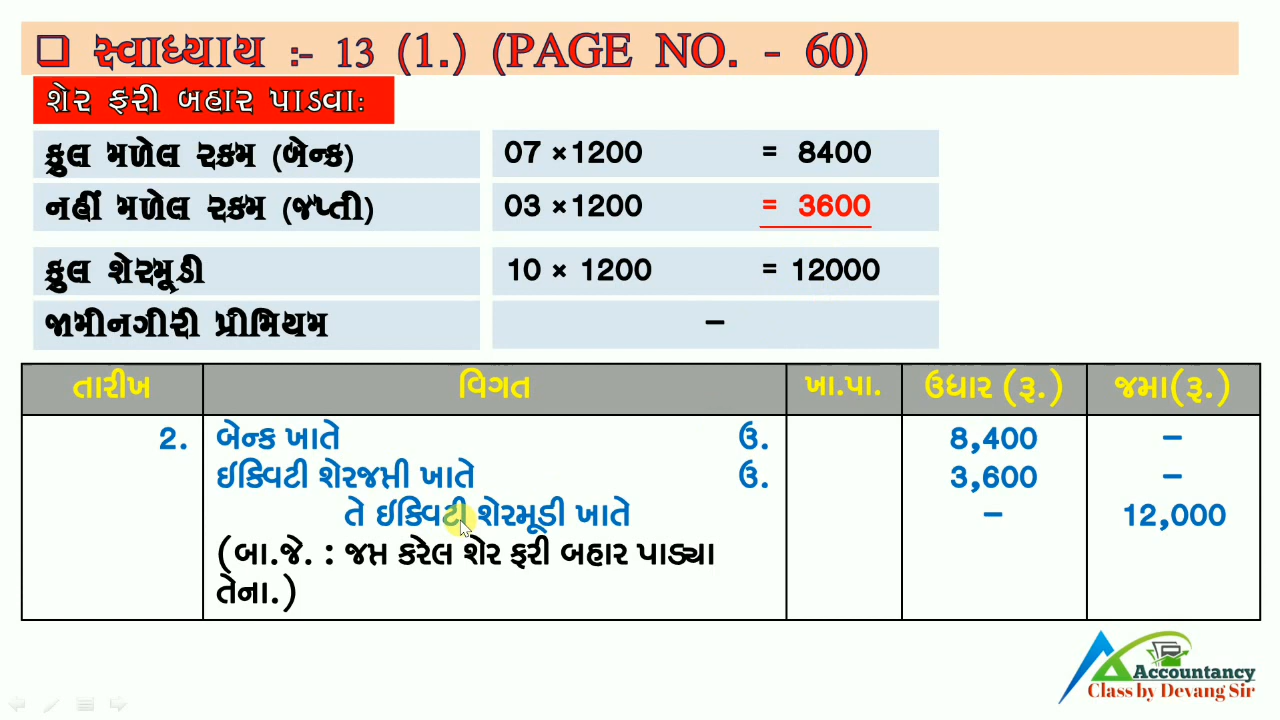 ❑ સ્વાધ્યાય :- 13 (1.) (PAGE NO. - 60)
શેર ફરી બહાર પાડવા:
કુલ મળેલ રકમ (બેન્ક) 07 ×1200 = 8400
નહીં મળેલ રકમ (જપ્તી) 03 ×1200 = 3600
કુલ શેરમૂડી 10 × 1200 = 12000
જામીનગીરી પ્રીમિયમ –
તારીખ વિગત ખા.પા. ઉધાર (રૂ.) જમા(રૂ.)
2. બેન્ક ખાતે ઉ. 8,400 –
ઇક્વિટી શેરજપ્તી ખાતે ઉ. 3,600 –
તે ઈક્વિટી શેરમૂડી ખાતે – 12,000
(બા.જે. : જપ્ત કરેલ શેર ફરી બહાર પાડ્યા
તેના.)
Accountancy
Class by Devang Sir